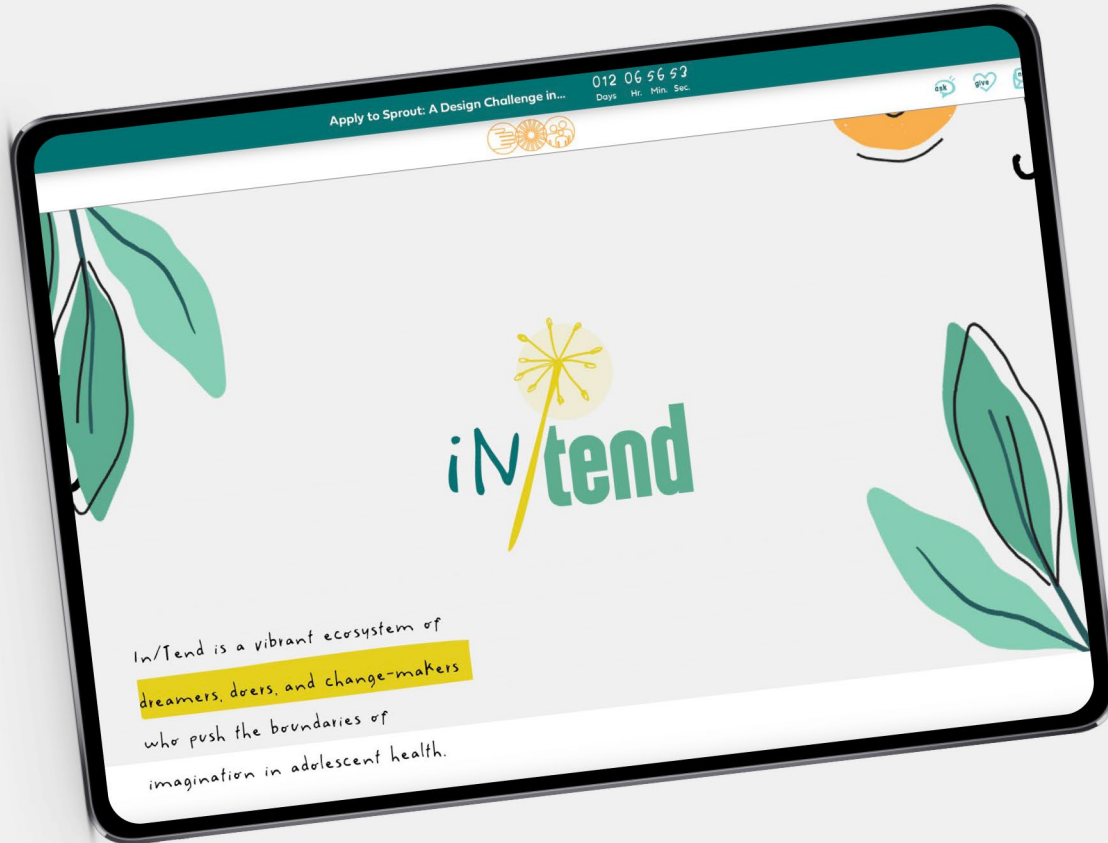 Apply to Sprout: A Design Challenge in...
012 06 56 53
Days Hr. Min. Sec.
ask
give
iN/tend
In/Tend is a vibrant ecosystem of
dreamers, doers, and change-makers
who push the boundaries of
imagination in adolescent health.